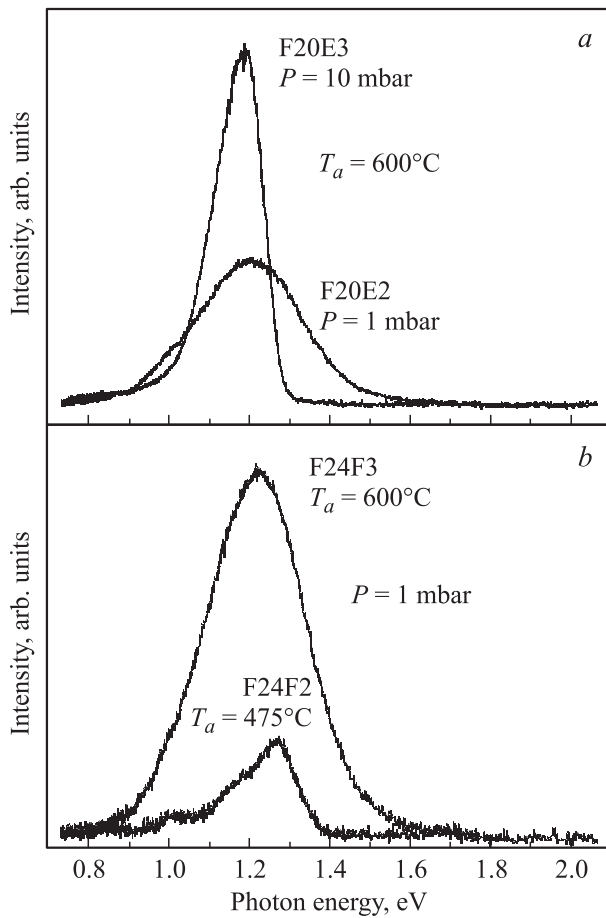 a
F20E3
P = 10 mbar
T_a = 600°C
F20E2
P = 1 mbar
Intensity, arb. units
b
F24F3
T_a = 600°C
P = 1 mbar
F24F2
T_a = 475°C
Intensity, arb. units
0.8 1.0 1.2 1.4 1.6 1.8 2.0
Photon energy, eV